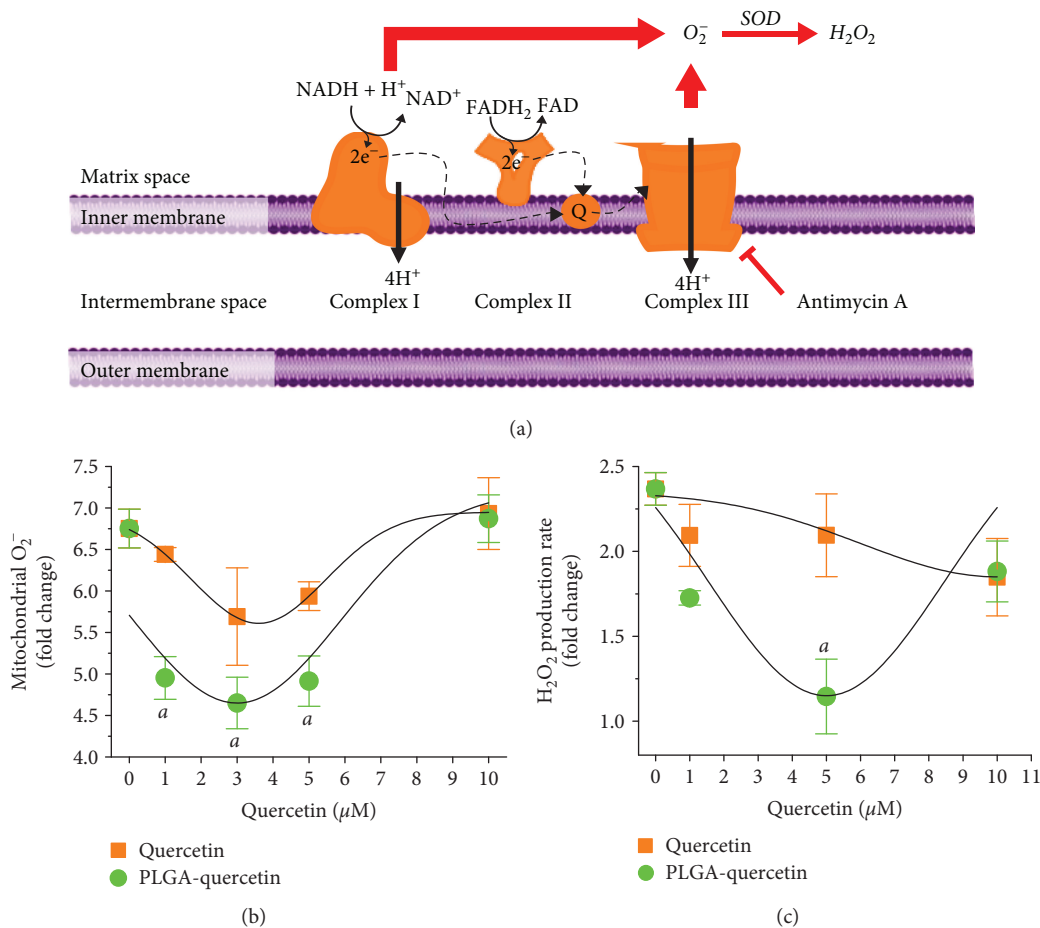 O₂⁻ SOD H₂O₂
NADH + H⁺ NAD⁺ FADH₂ FAD
2e⁻ 2e⁻
Matrix space
Inner membrane Q
4H⁺ 4H⁺
Intermembrane space Complex I Complex II Complex III Antimycin A
Outer membrane
(a)
Mitochondrial O₂⁻
(fold change)
7.5
7.0
6.5
6.0
5.5
5.0
4.5
4.0
a a a
0 1 2 3 4 5 6 7 8 9 10
Quercetin (μM)
Quercetin
PLGA-quercetin
(b)
H₂O₂ production rate
(fold change)
2.5
2.0
1.5
1.0
a
0 1 2 3 4 5 6 7 8 9 10 11
Quercetin (μM)
Quercetin
PLGA-quercetin
(c)